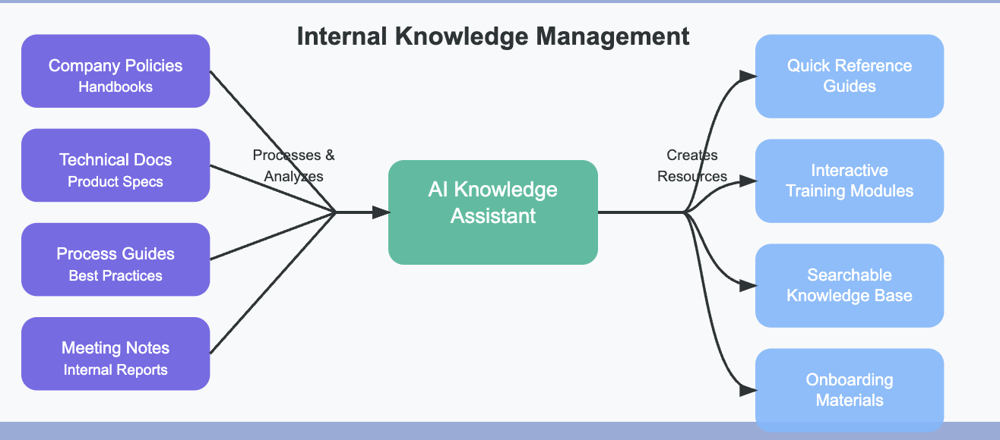 Internal Knowledge Management
Company Policies
Handbooks
Technical Docs
Product Specs
Process Guides
Best Practices
Meeting Notes
Internal Reports
Processes &
Analyzes
AI Knowledge
Assistant
Creates
Resources
Quick Reference
Guides
Interactive
Training Modules
Searchable
Knowledge Base
Onboarding
Materials